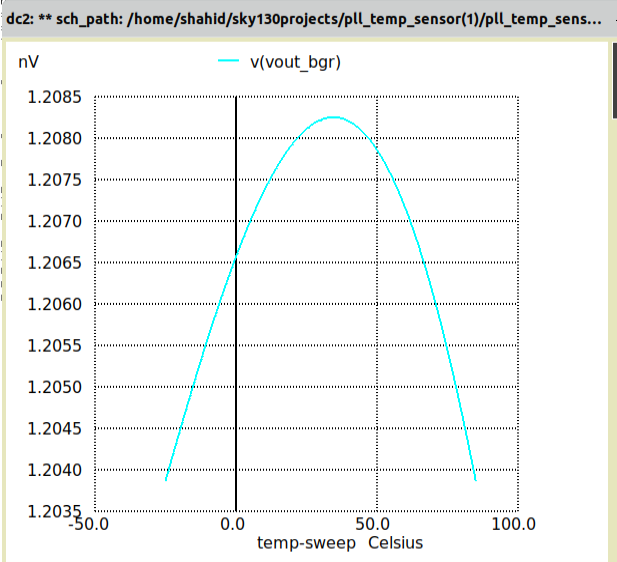 dc2: ** sch_path: /home/shahid/sky130projects/pll_temp_sensor(1)/pll_temp_sens...
nV
v(vout_bgr)
1.2085
1.2080
1.2075
1.2070
1.2065
1.2060
1.2055
1.2050
1.2045
1.2040
1.2035
-50.0 0.0 50.0 100.0
temp-sweep Celsius